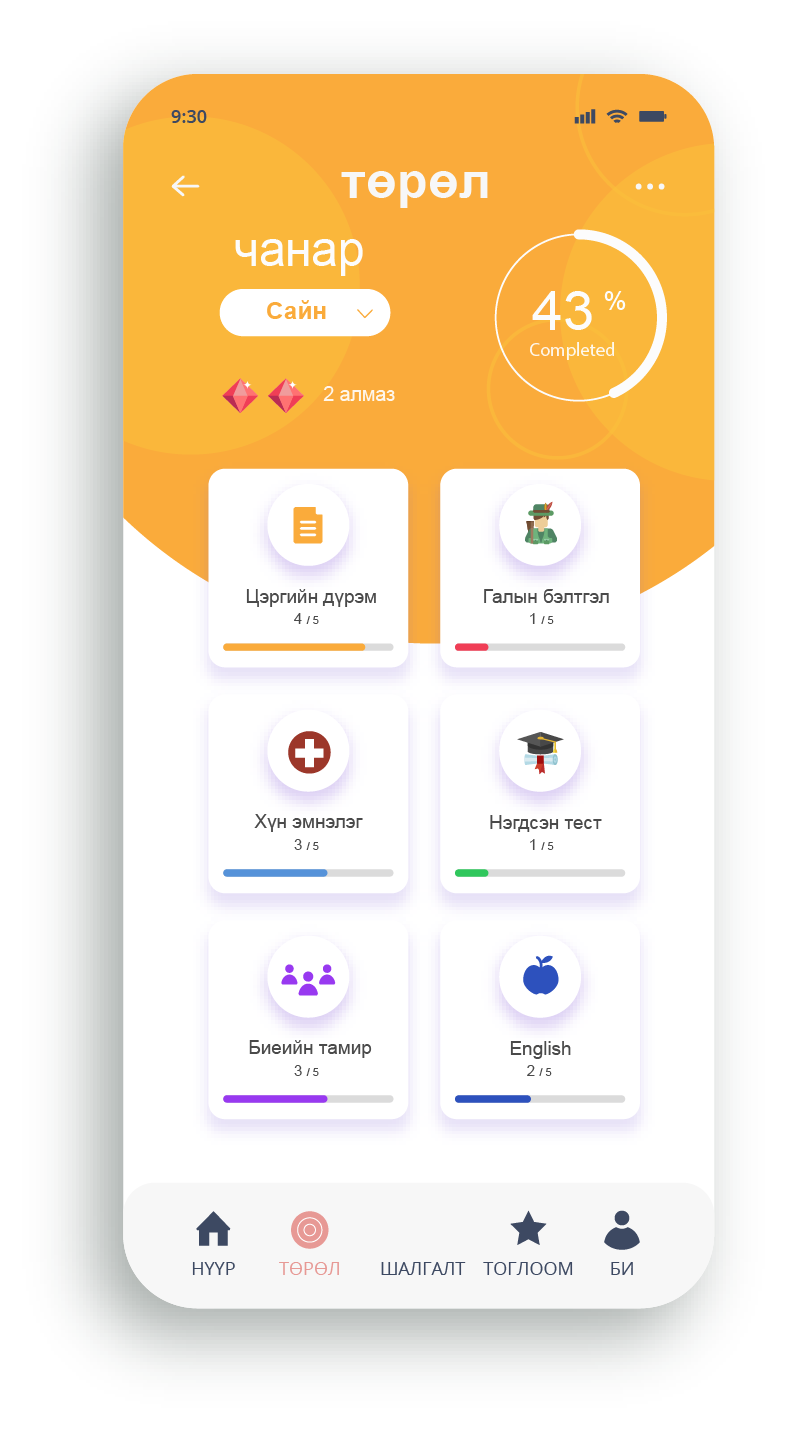 9:30
төрөл
чанар
Сайн
43 %
Completed
2 алмаз
Цэргийн дүрэм
4 / 5
Галын бэлтгэл
1 / 5
Хүн эмнэлэг
3 / 5
Нэгдсэн тест
1 / 5
Биеийн тамир
3 / 5
English
2 / 5
НҮҮР
ТӨРӨЛ
ШАЛГАЛТ
ТОГЛООМ
БИ